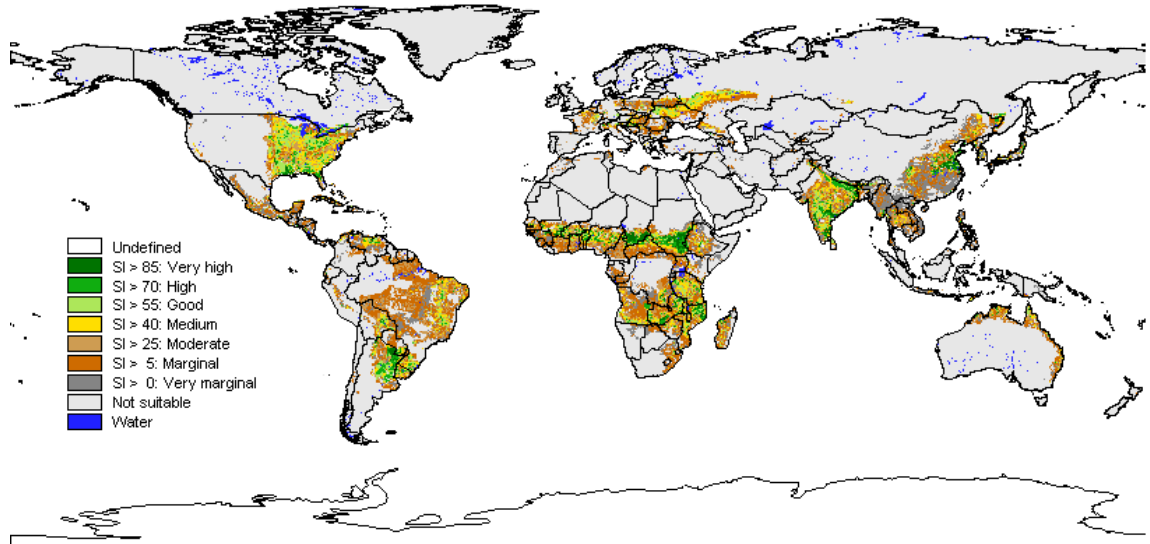 Undefined
SI > 85: Very high
SI > 70: High
SI > 55: Good
SI > 40: Medium
SI > 25: Moderate
SI > 5: Marginal
SI > 0: Very marginal
Not suitable
Water